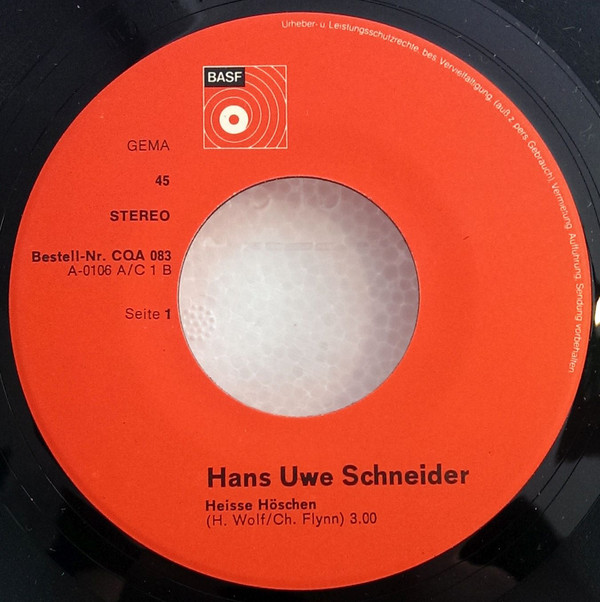 Urheber- u. Leistungsschutzrechte, bes. Vervielfältigung, (auß. z. pers. Gebrauch) Vermietung, Aufführung, Sendung vorbehalten.
BASF
GEMA
45
STEREO
Bestell-Nr. CQA 083
A-0106 A/C 1 B
Seite 1
Hans Uwe Schneider
Heisse Höschen
(H. Wolf/Ch. Flynn) 3.00